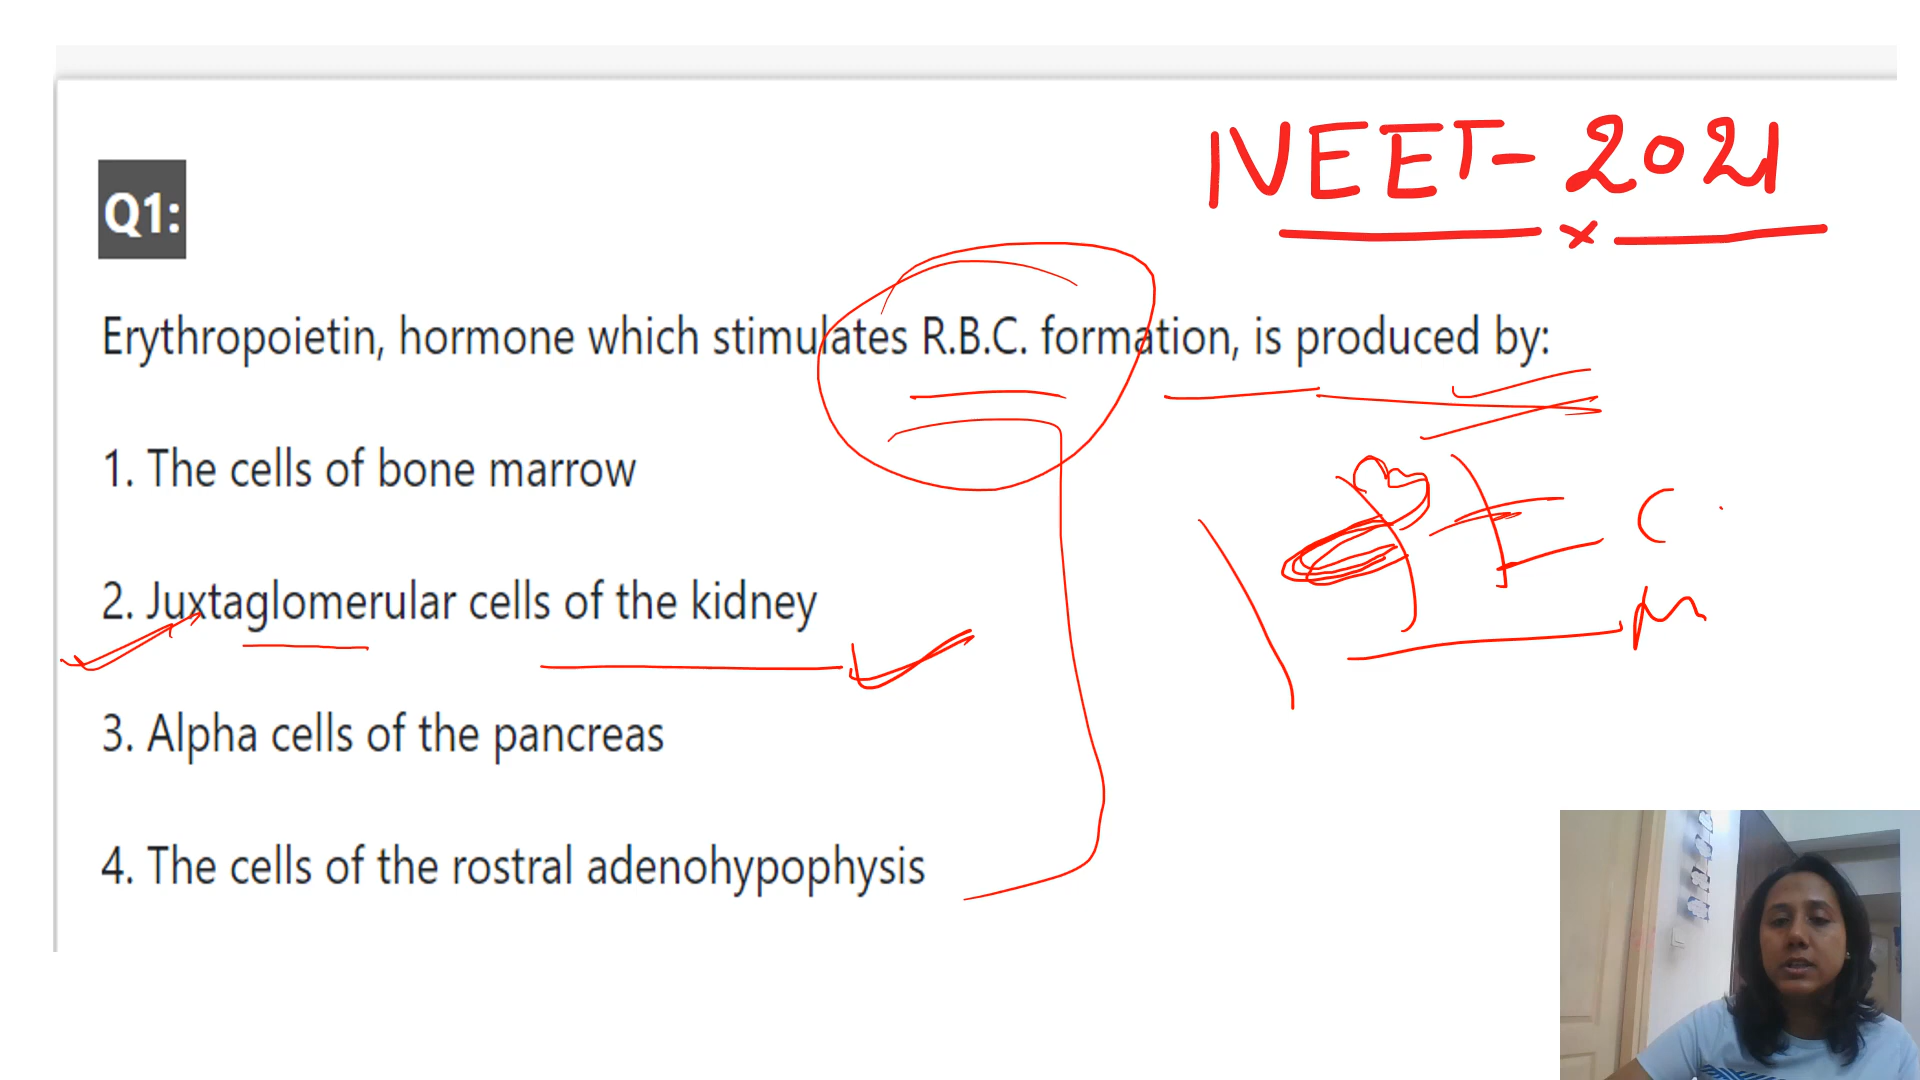 NEET-2021
Q1:
Erythropoietin, hormone which stimulates R.B.C. formation, is produced by:
1. The cells of bone marrow
2. Juxtaglomerular cells of the kidney
3. Alpha cells of the pancreas
4. The cells of the rostral adenohypophysis
C
M